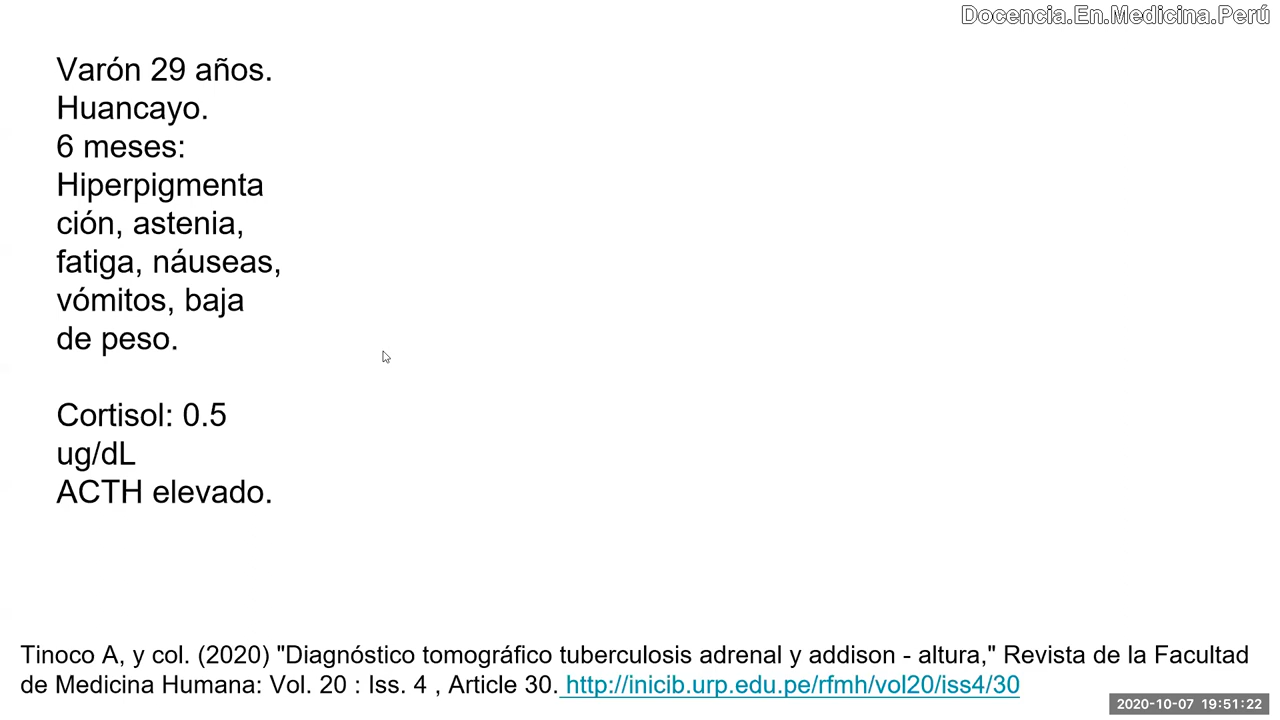 Docencia.En.Medicina.Perú
Varón 29 años.
Huancayo.
6 meses:
Hiperpigmenta
ción, astenia,
fatiga, náuseas,
vómitos, baja
de peso.
Cortisol: 0.5
ug/dL
ACTH elevado.
Tinoco A, y col. (2020) "Diagnóstico tomográfico tuberculosis adrenal y addison - altura," Revista de la Facultad
de Medicina Humana: Vol. 20 : Iss. 4 , Article 30. http://inicib.urp.edu.pe/rfmh/vol20/iss4/30
2020-10-07 19:51:22